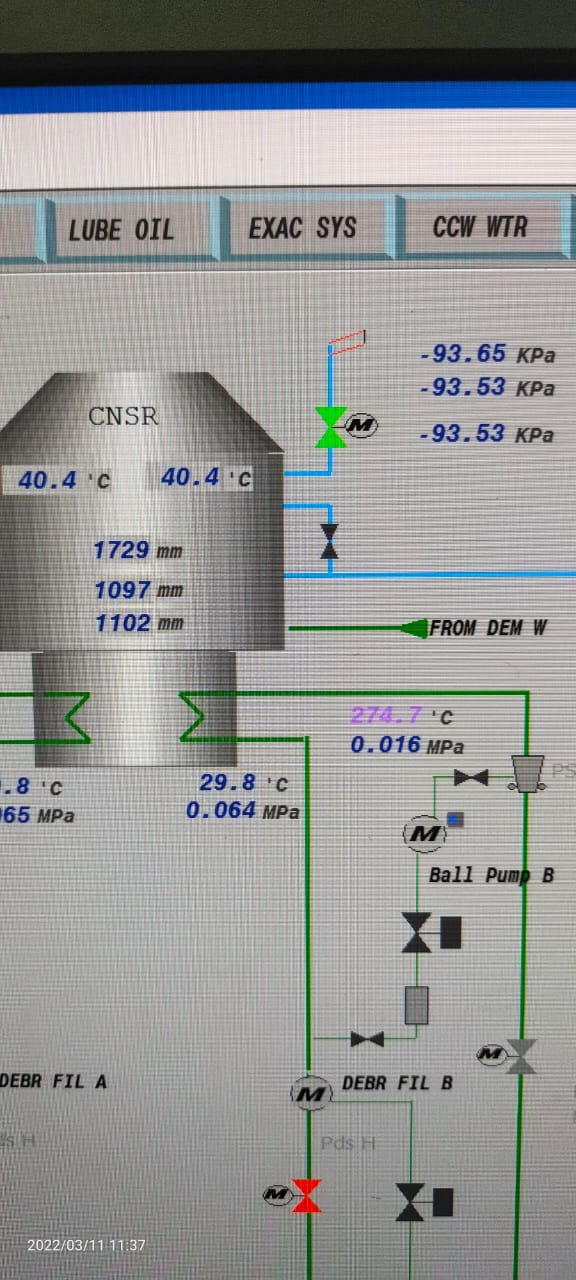 LUBE OIL
EXAC SYS
CCW WTR
-93.65 KPa
-93.53 KPa
-93.53 KPa
CNSR
M
40.4 'C
40.4 'C
1729 mm
1097 mm
1102 mm
FROM DEM W
274.7 'C
0.016 MPa
.8 'C
29.8 'C
065 MPa
0.064 MPa
PS
M
Ball Pump B
M
DEBR FIL A
DEBR FIL B
M
Pds H
M
2022/03/11 11:37